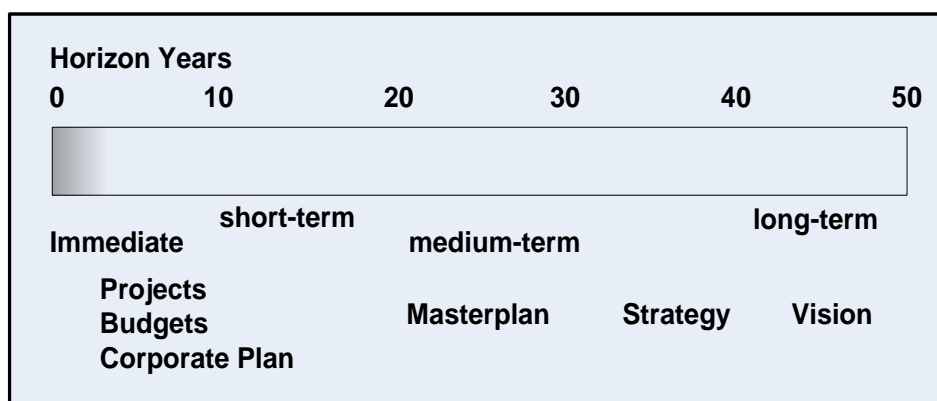 Horizon Years
0 10 20 30 40 50
short-term long-term
Immediate medium-term
Projects
Budgets
Corporate Plan
Masterplan Strategy Vision